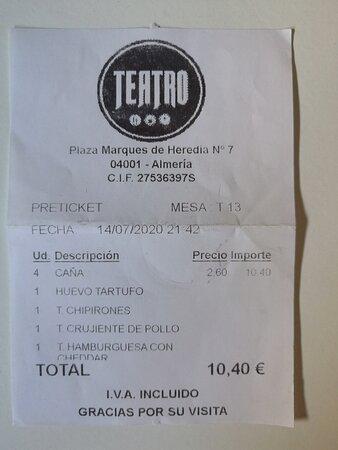 TEATRO
Plaza Marques de Heredia Nº 7
04001 - Almería
C.I.F. 27536397S
PRETICKET MESA: T 13
FECHA 14/07/2020 21:42
Ud. Descripción Precio Importe
4 CAÑA 2.60 10.40
1 HUEVO TARTUFO
1 T. CHIPIRONES
1 T. CRUJIENTE DE POLLO
1 T. HAMBURGUESA CON
CHEDDAR
TOTAL 10,40 €
I.V.A. INCLUIDO
GRACIAS POR SU VISITA